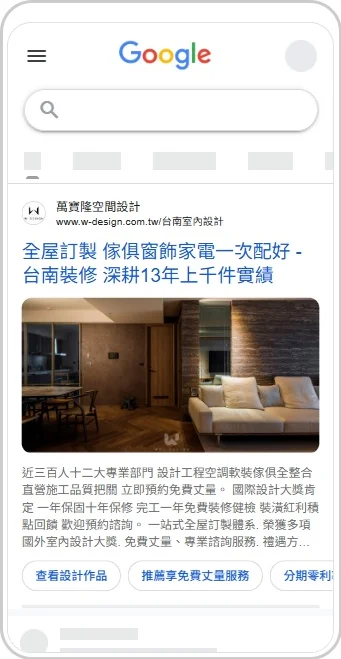 Google
萬寶隆空間設計
www.w-design.com.tw/台南室內設計
全屋訂製 傢俱窗飾家電一次配好 -
台南裝修 深耕13年上千件實績
近三百人十二大專業部門 設計工程空調軟裝傢俱全整合
直營施工品質把關 立即預約免費丈量。 國際設計大獎肯
定 一年保固十年保修 完工一年免費裝修健檢 裝潢紅利積
點回饋 歡迎預約諮詢。 一站式全屋訂製體系. 榮獲多項
國外室內設計大獎. 免費丈量、專業諮詢服務. 禮遇方…
查看設計作品
推薦享免費丈量服務
分期零利